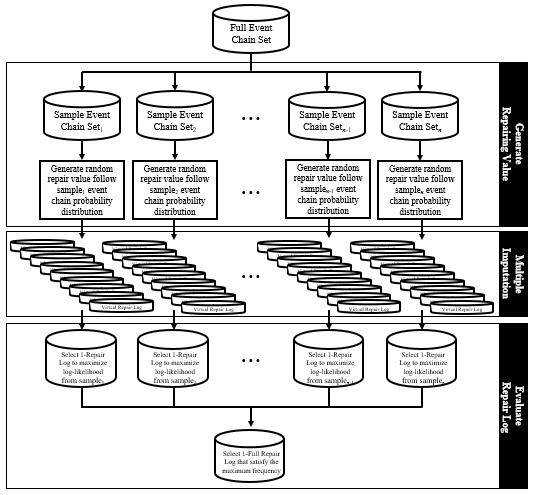 Full Event
Chain Set
Sample Event
Chain Set1
Sample Event
Chain Set2
...
Sample Event
Chain Setn-1
Sample Event
Chain Setn
Generate
Repairing Value
Generate random
repair value follow
sample1 event
chain probability
distribution
Generate random
repair value follow
sample2 event
chain probability
distribution
...
Generate random
repair value follow
samplen-1 event
chain probability
distribution
Generate random
repair value follow
samplen event
chain probability
distribution
...
Virtual Repair Log
Virtual Repair Log
Virtual Repair Log
Virtual Repair Log
Multiple
Imputation
Select 1-Repair
Log to maximize
log-likelihood
from sample1
Select 1-Repair
Log to maximize
log-likelihood
from sample2
...
Select 1-Repair
Log to maximize
log-likelihood
from samplen-1
Select 1-Repair
Log to maximize
log-likelihood
from samplen
Evaluate
Repair Log
Select 1-Full Repair
Log that satisfy the
maximum frequency